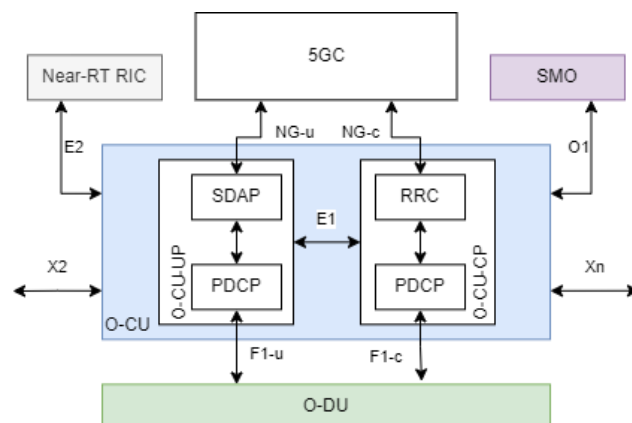 5GC
Near-RT RIC
SMO
NG-u
NG-c
E2
O1
SDAP
RRC
E1
X2
Xn
O-CU-UP
O-CU-CP
PDCP
PDCP
O-CU
F1-u
F1-c
O-DU